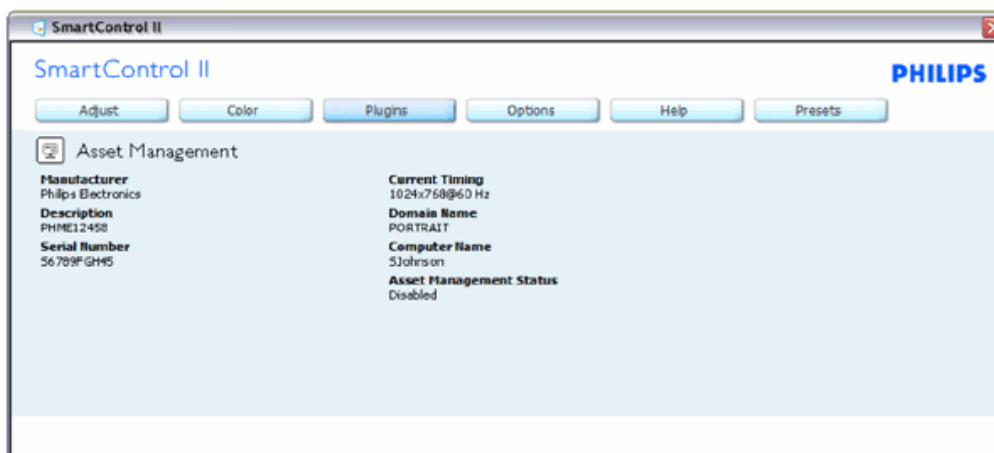 SmartControl II
SmartControl II
PHILIPS
Adjust Color Plugins Options Help Presets
Asset Management
Manufacturer
Philips Electronics
Description
PHME12458
Serial Number
56789FGH45
Current Timing
1024x768@60 Hz
Domain Name
PORTRAIT
Computer Name
SJohnson
Asset Management Status
Disabled